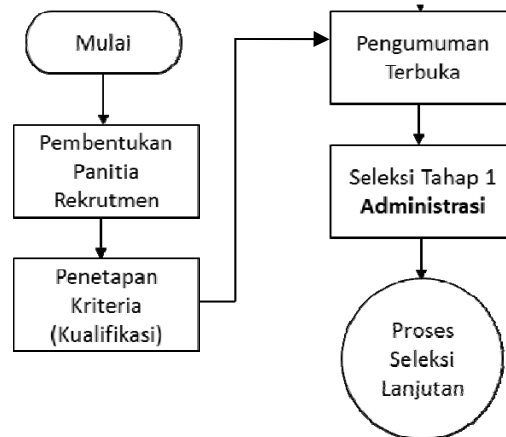 Mulai
Pembentukan
Panitia
Rekrutmen
Penetapan
Kriteria
(Kualifikasi)
Pengumuman
Terbuka
Seleksi Tahap 1
Administrasi
Proses
Seleksi
Lanjutan